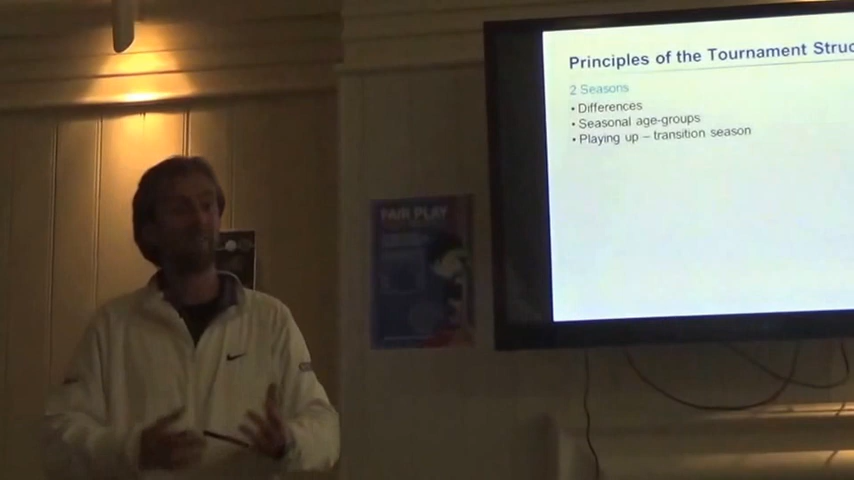 Principles of the Tournament Struc
2 Seasons
• Differences
• Seasonal age-groups
• Playing up – transition season
FAIR PLAY